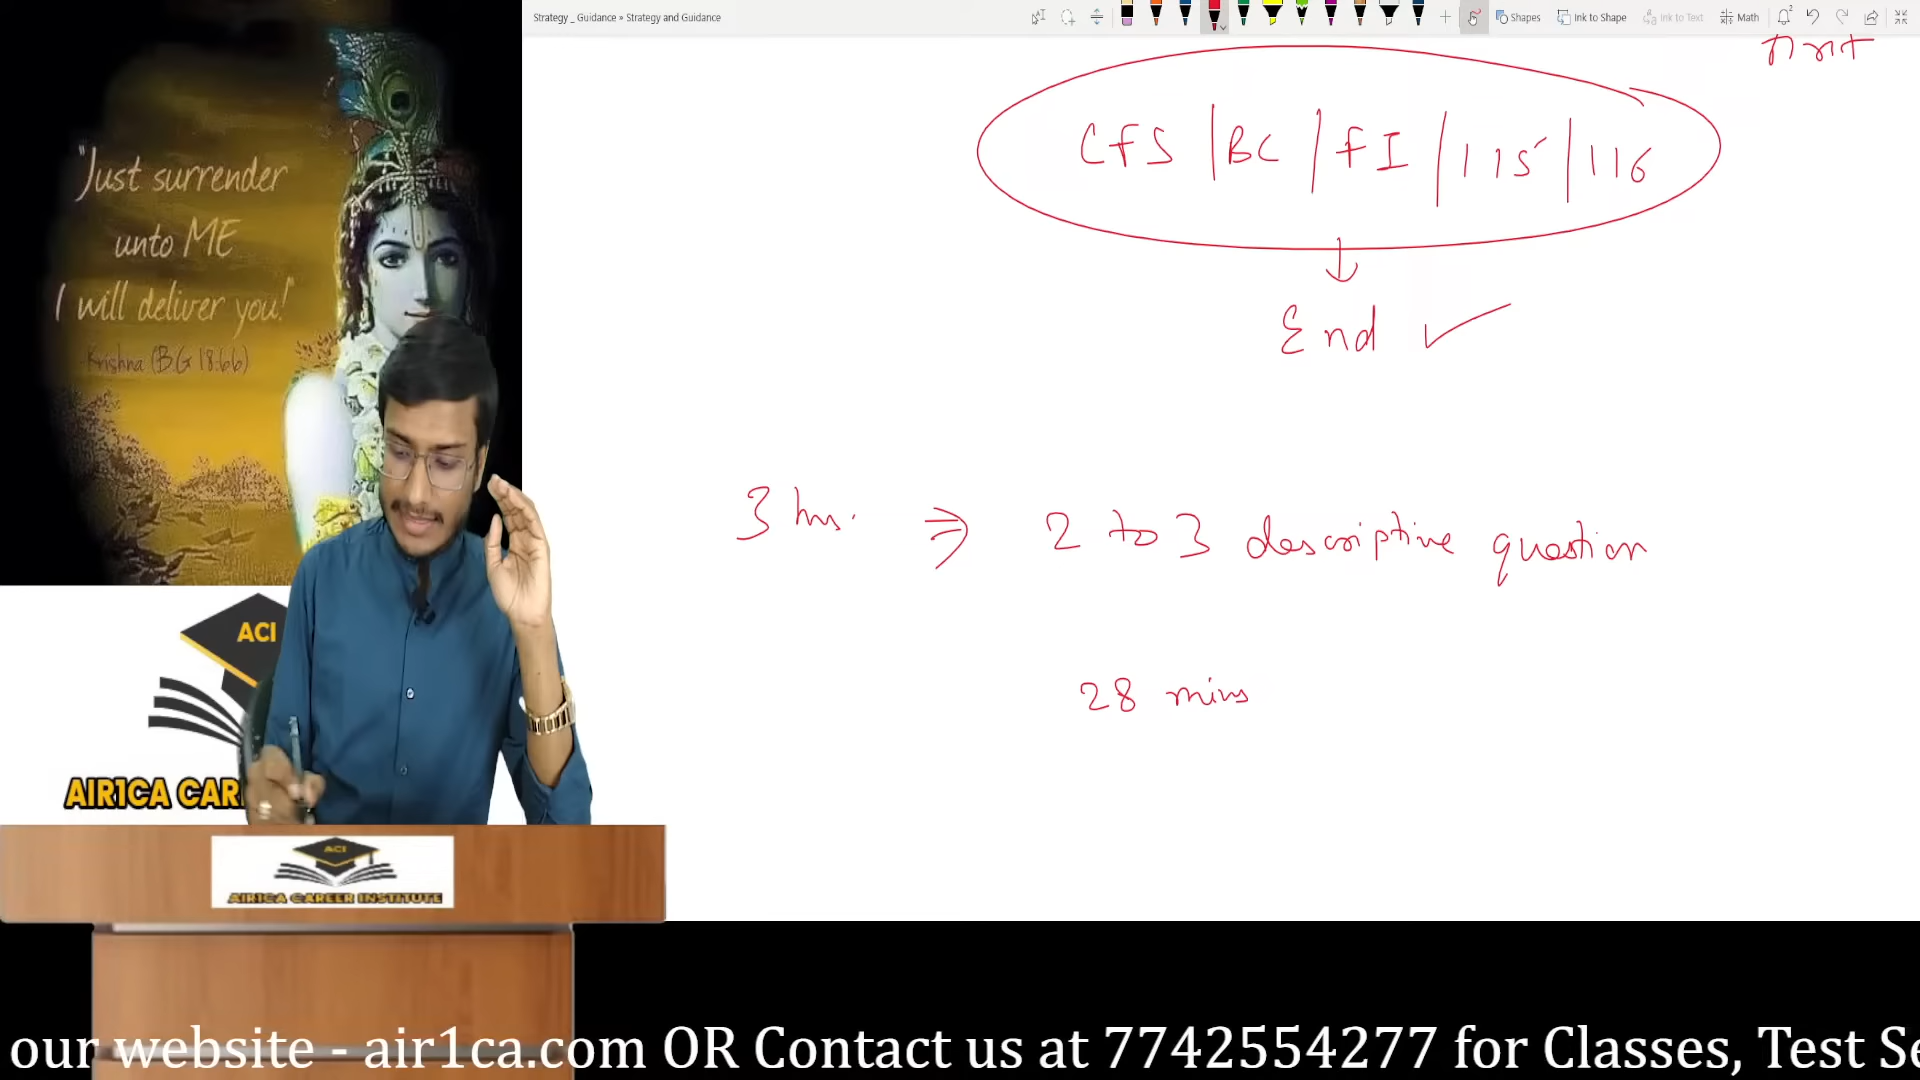 Strategy _ Guidance » Strategy and Guidance
Shapes
Ink to Shape
Ink to Text
Math
first
CFS | BC | FI | 115 | 116
End ✓
3 hrs. ⇒ 2 to 3 descriptive question
28 mins
"Just surrender
unto ME
I will deliver you!"
-Krishna (B.G 18:66)
ACI
AIR1CA CAR
ACI
AIR1CA CAREER INSTITUTE
our website - air1ca.com OR Contact us at 7742554277 for Classes, Test Se